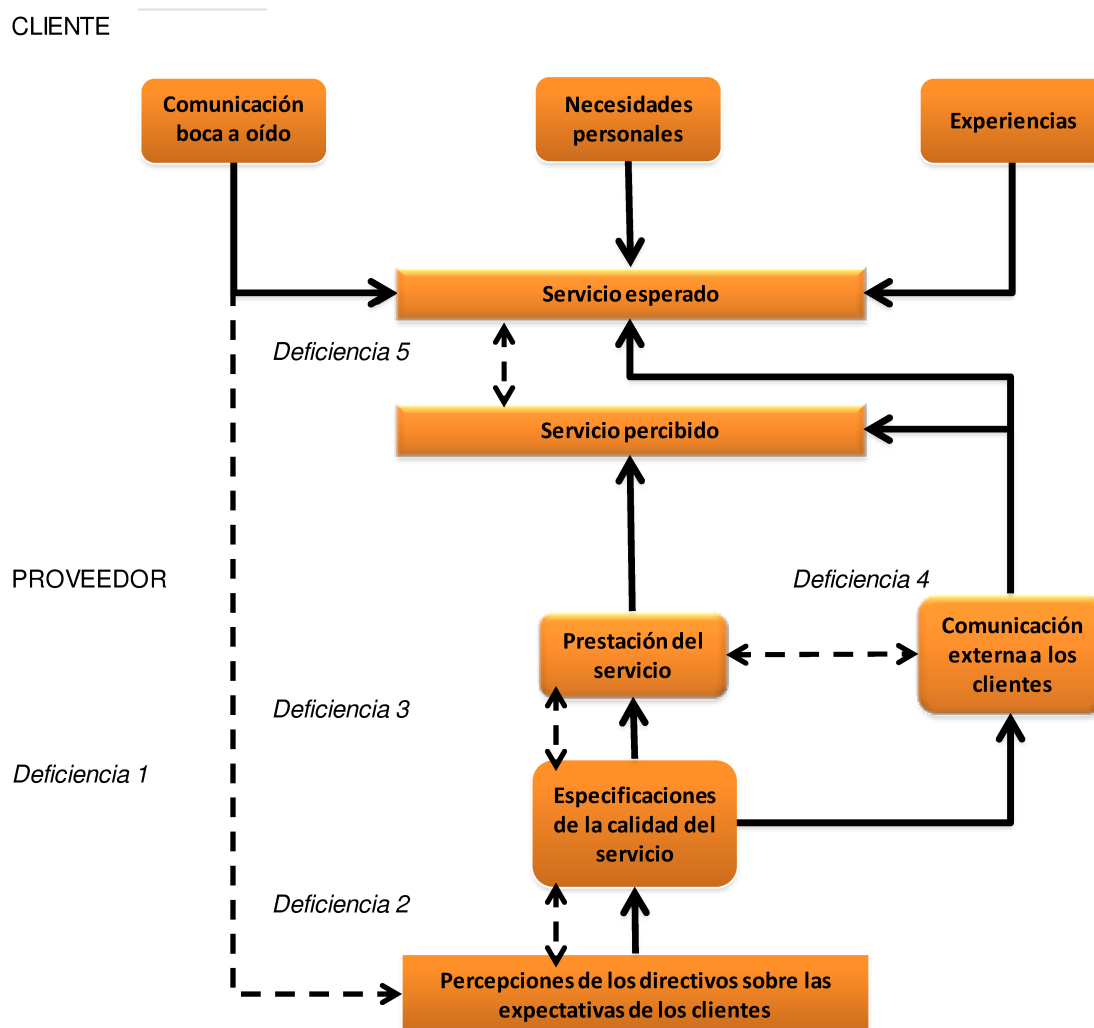 CLIENTE
Comunicación
boca a oído
Necesidades
personales
Experiencias
Servicio esperado
Deficiencia 5
Servicio percibido
PROVEEDOR
Deficiencia 4
Prestación del
servicio
Comunicación
externa a los
clientes
Deficiencia 3
Deficiencia 1
Especificaciones
de la calidad del
servicio
Deficiencia 2
Percepciones de los directivos sobre las
expectativas de los clientes